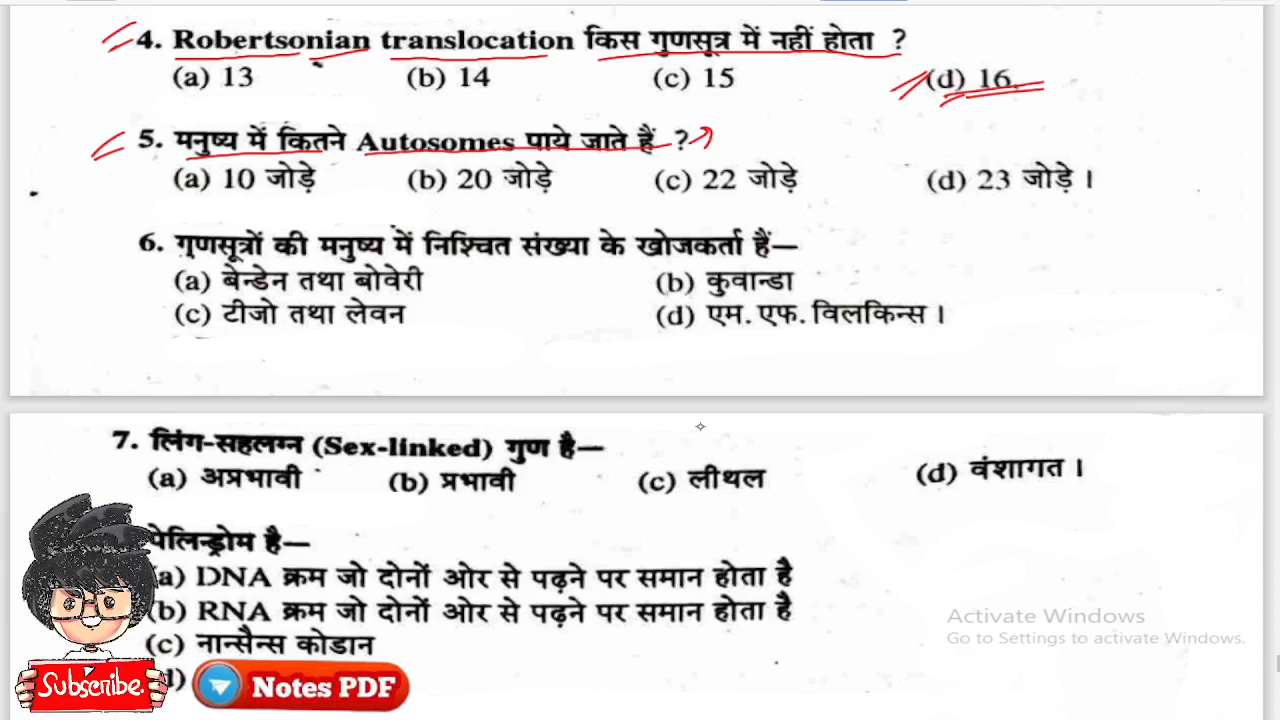 4. Robertsonian translocation किस गुणसूत्र में नहीं होता ?
(a) 13 (b) 14 (c) 15 (d) 16.
5. मनुष्य में कितने Autosomes पाये जाते हैं ?
(a) 10 जोड़े (b) 20 जोड़े (c) 22 जोड़े (d) 23 जोड़े ।
6. गुणसूत्रों की मनुष्य में निश्चित संख्या के खोजकर्ता हैं—
(a) बेन्डेन तथा बोवेरी (b) कुवान्डा
(c) टीजो तथा लेवन (d) एम. एफ. विलकिन्स ।
7. लिंग-सहलग्न (Sex-linked) गुण है—
(a) अप्रभावी (b) प्रभावी (c) लीथल (d) वंशागत ।
पेलिन्ड्रोम है—
(a) DNA क्रम जो दोनों ओर से पढ़ने पर समान होता है
(b) RNA क्रम जो दोनों ओर से पढ़ने पर समान होता है
(c) नान्सैन्स कोडान
Activate Windows
Go to Settings to activate Windows.
Subscribe.
Notes PDF